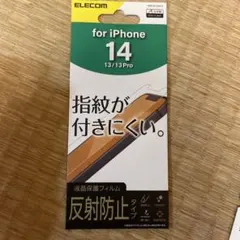 ELECOM
for iPhone
14
13/13Pro
指紋が
付きにくい。
液晶保護フィルム
反射防止タイプ